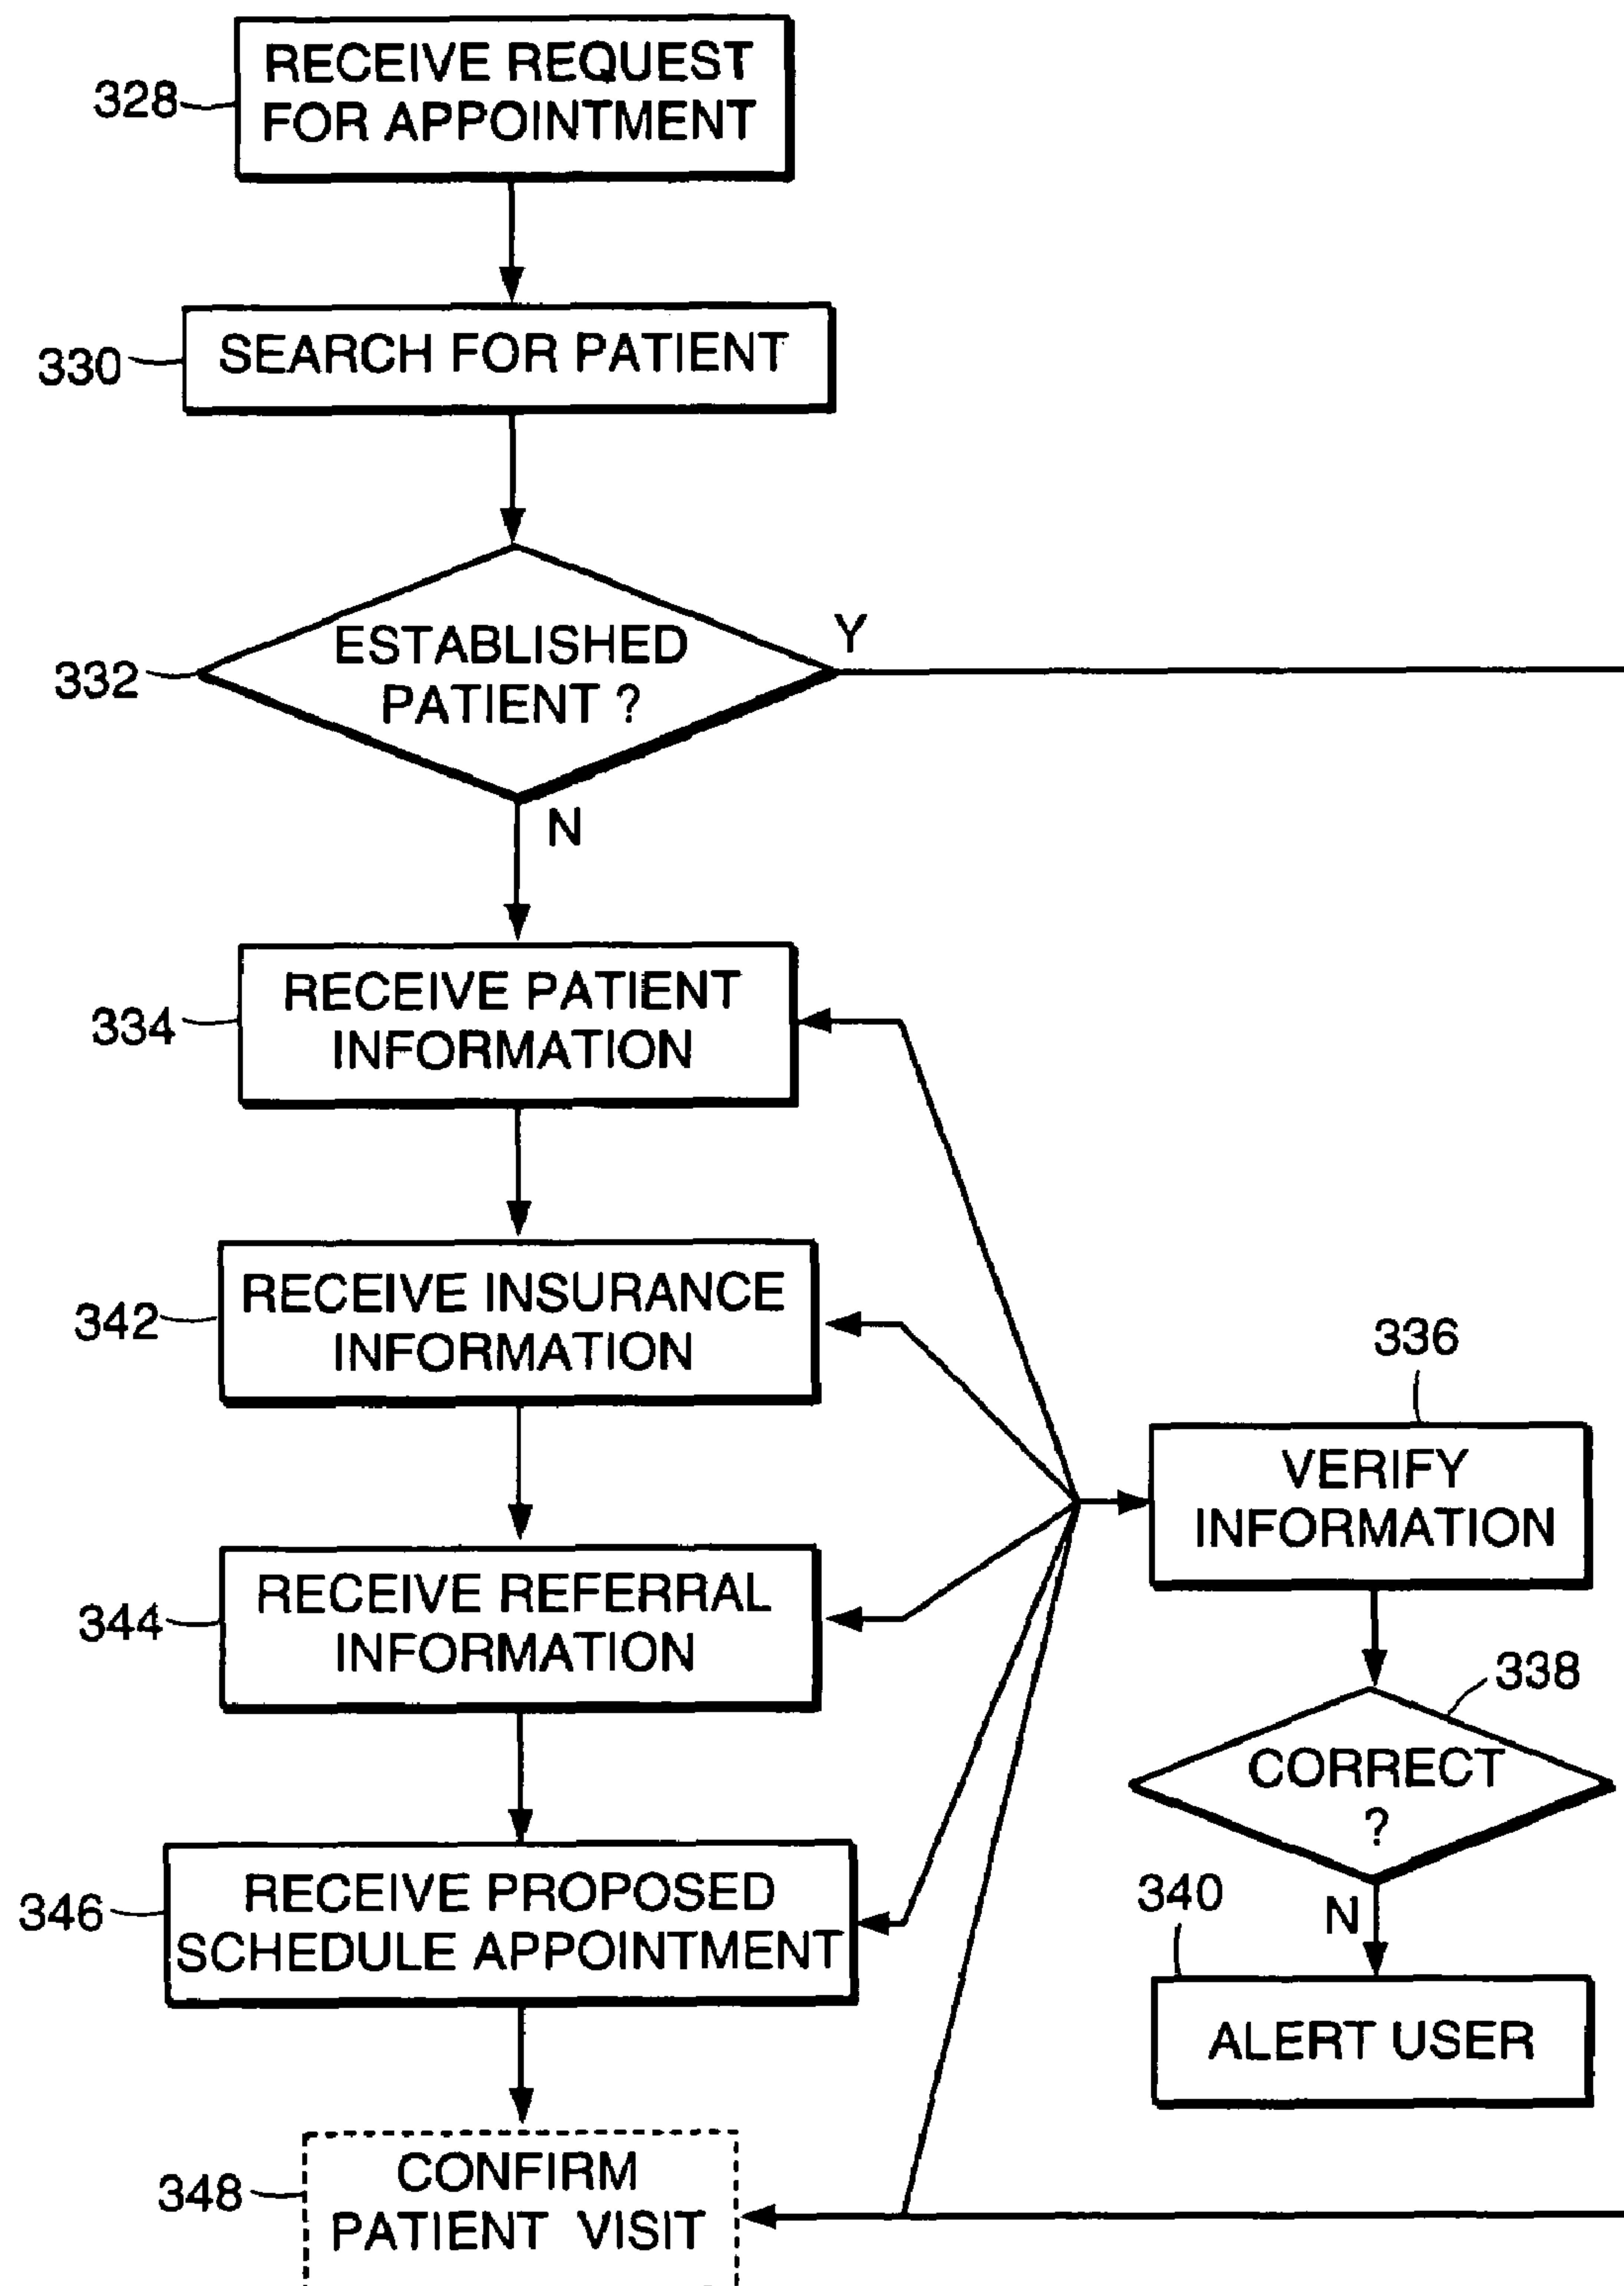 328
RECEIVE REQUEST
FOR APPOINTMENT
330
SEARCH FOR PATIENT
332
ESTABLISHED
PATIENT ?
Y
N
334
RECEIVE PATIENT
INFORMATION
342
RECEIVE INSURANCE
INFORMATION
336
VERIFY
INFORMATION
344
RECEIVE REFERRAL
INFORMATION
338
CORRECT
?
N
340
ALERT USER
346
RECEIVE PROPOSED
SCHEDULE APPOINTMENT
348
CONFIRM
PATIENT VISIT